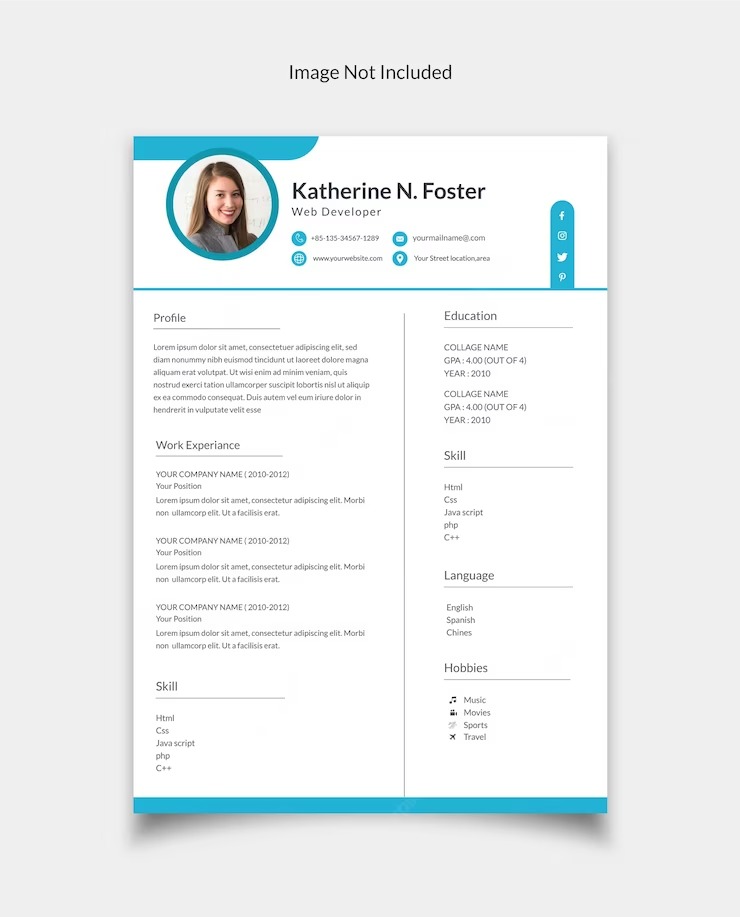 Image Not Included
Katherine N. Foster
Web Developer
+85-135-34567-1289
yourmailname@.com
www.yourwebsite.com
Your Street location,area
Profile
Lorem ipsum dolor sit amet, consectetuer adipiscing elit, sed
diam nonummy nibh euismod tincidunt ut laoreet dolore magna
aliquam erat volutpat. Ut wisi enim ad minim veniam, quis
nostrud exerci tation ullamcorper suscipit lobortis nisl ut aliquip
ex ea commodo consequat. Duis autem vel eum iriure dolor in
hendrerit in vulputate velit esse
Work Experiance
YOUR COMPANY NAME ( 2010-2012)
Your Position
Lorem ipsum dolor sit amet, consectetur adipiscing elit. Morbi
non ullamcorp elit. Ut a facilisis erat.
YOUR COMPANY NAME ( 2010-2012)
Your Position
Lorem ipsum dolor sit amet, consectetur adipiscing elit. Morbi
non ullamcorp elit. Ut a facilisis erat.
YOUR COMPANY NAME ( 2010-2012)
Your Position
Lorem ipsum dolor sit amet, consectetur adipiscing elit. Morbi
non ullamcorp elit. Ut a facilisis erat.
Skill
Html
Css
Java script
php
C++
Education
COLLAGE NAME
GPA : 4.00 (OUT OF 4)
YEAR : 2010
COLLAGE NAME
GPA : 4.00 (OUT OF 4)
YEAR : 2010
Skill
Html
Css
Java script
php
C++
Language
English
Spanish
Chines
Hobbies
Music
Movies
Sports
Travel